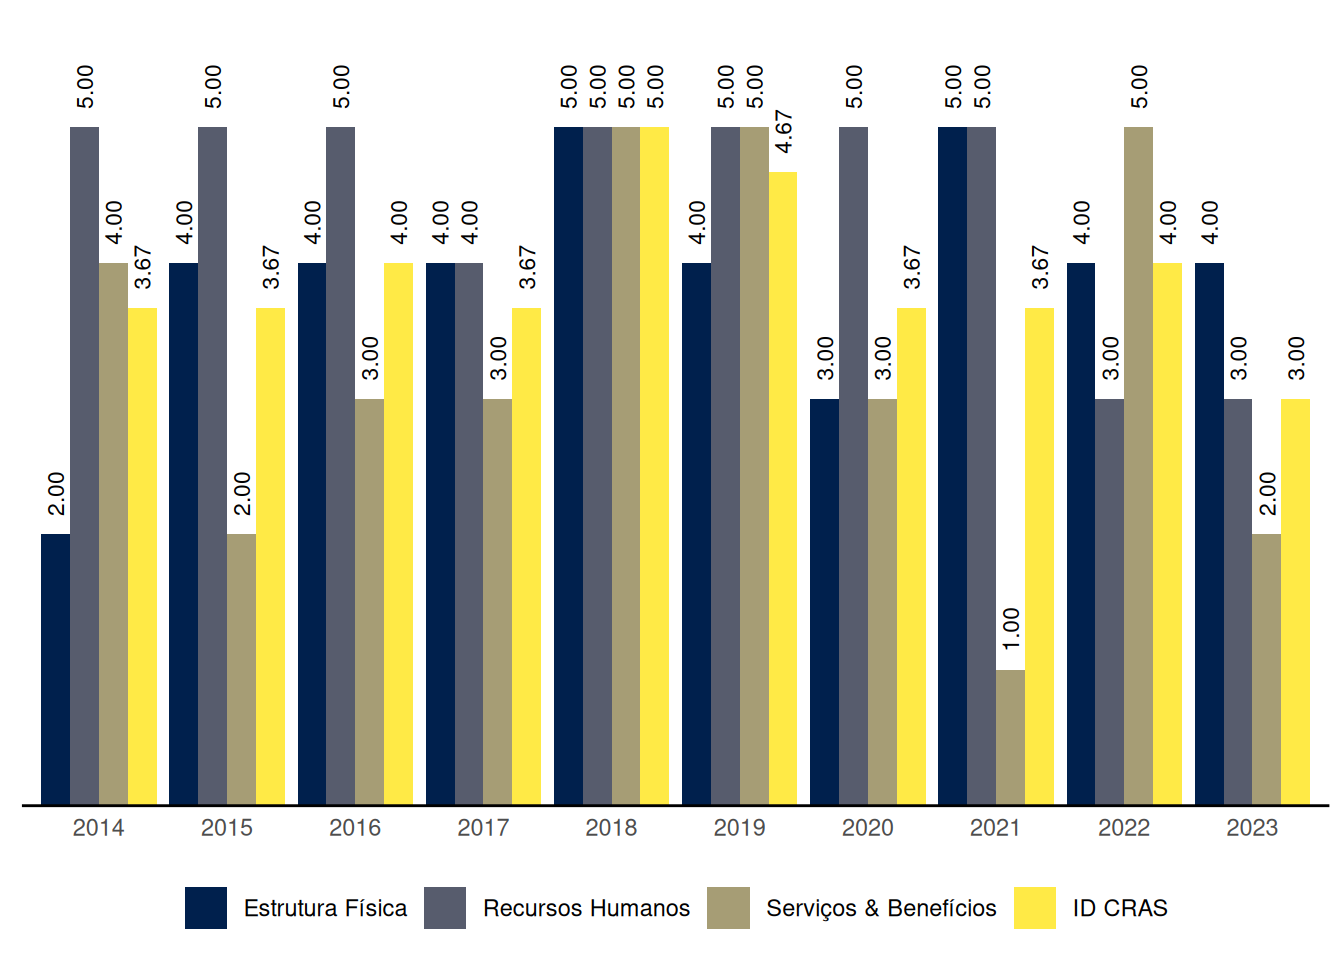 2.00 5.00 4.00 3.67 4.00 5.00 2.00 3.67 4.00 5.00 3.00 4.00 4.00 4.00 3.00 3.67 5.00 5.00 5.00 5.00 4.00 5.00 5.00 4.67 3.00 5.00 3.00 3.67 5.00 5.00 1.00 3.67 4.00 3.00 5.00 4.00 4.00 3.00 2.00 3.00
2014 2015 2016 2017 2018 2019 2020 2021 2022 2023
Estrutura Física Recursos Humanos Serviços & Benefícios ID CRAS